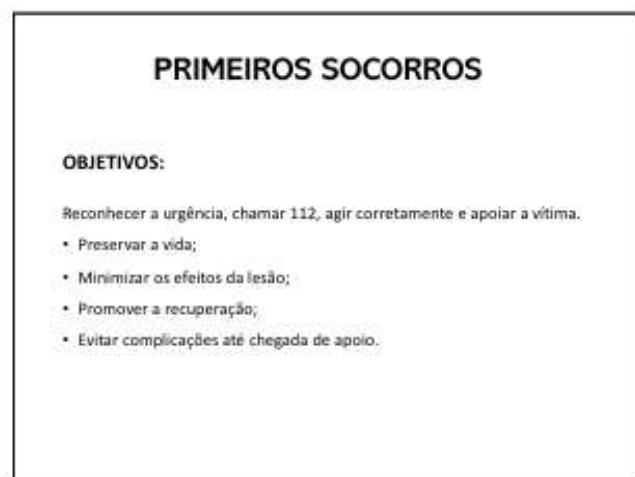 PRIMEIROS SOCORROS
OBJETIVOS:
Reconhecer a urgência, chamar 112, agir corretamente e apoiar a vítima.
• Preservar a vida;
• Minimizar os efeitos da lesão;
• Promover a recuperação;
• Evitar complicações até chegada de apoio.